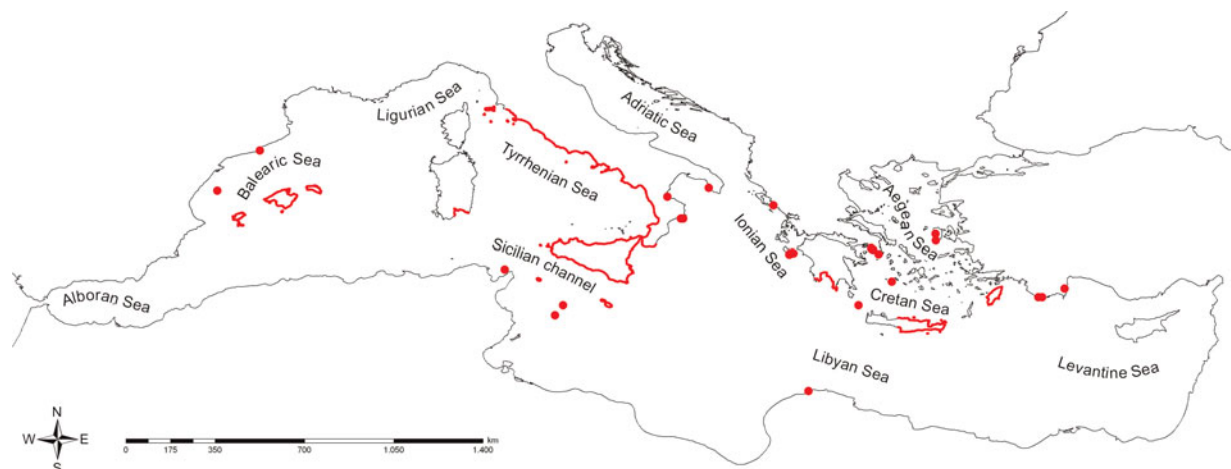 Ligurian Sea
Adriatic Sea
Balearic Sea
Tyrrhenian Sea
Aegean Sea
Ionian Sea
Sicilian channel
Alboran Sea
Cretan Sea
Libyan Sea
Levantine Sea
N
W E
S
km
0 175 350 700 1.050 1.400